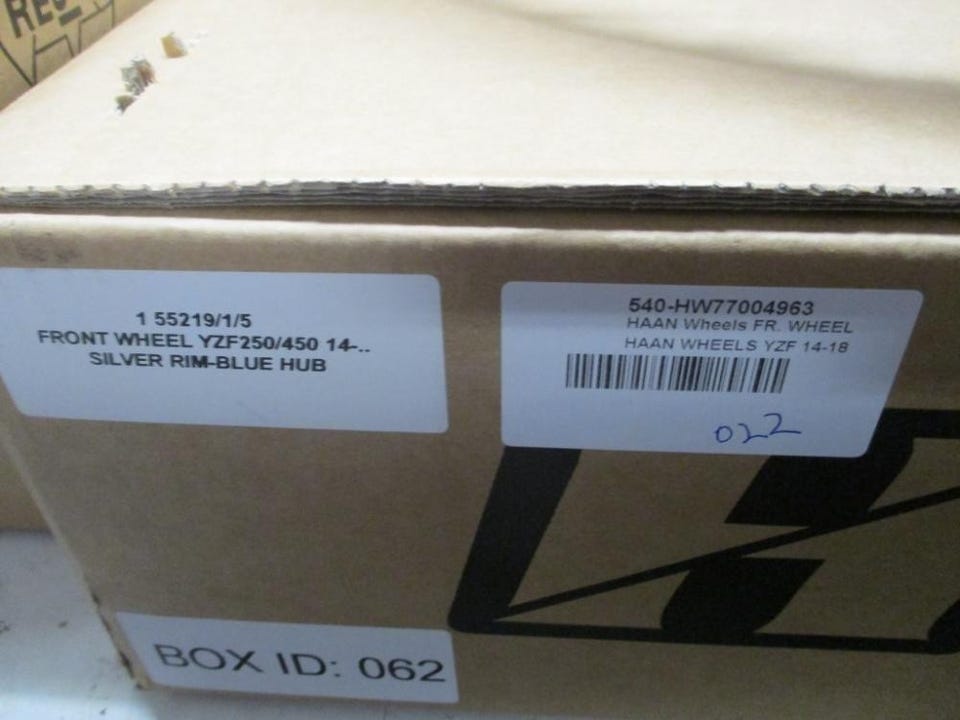 1 55219/1/5
FRONT WHEEL YZF250/450 14-..
SILVER RIM-BLUE HUB
540-HW77004963
HAAN Wheels FR. WHEEL
HAAN WHEELS YZF 14-18
022
BOX ID: 062